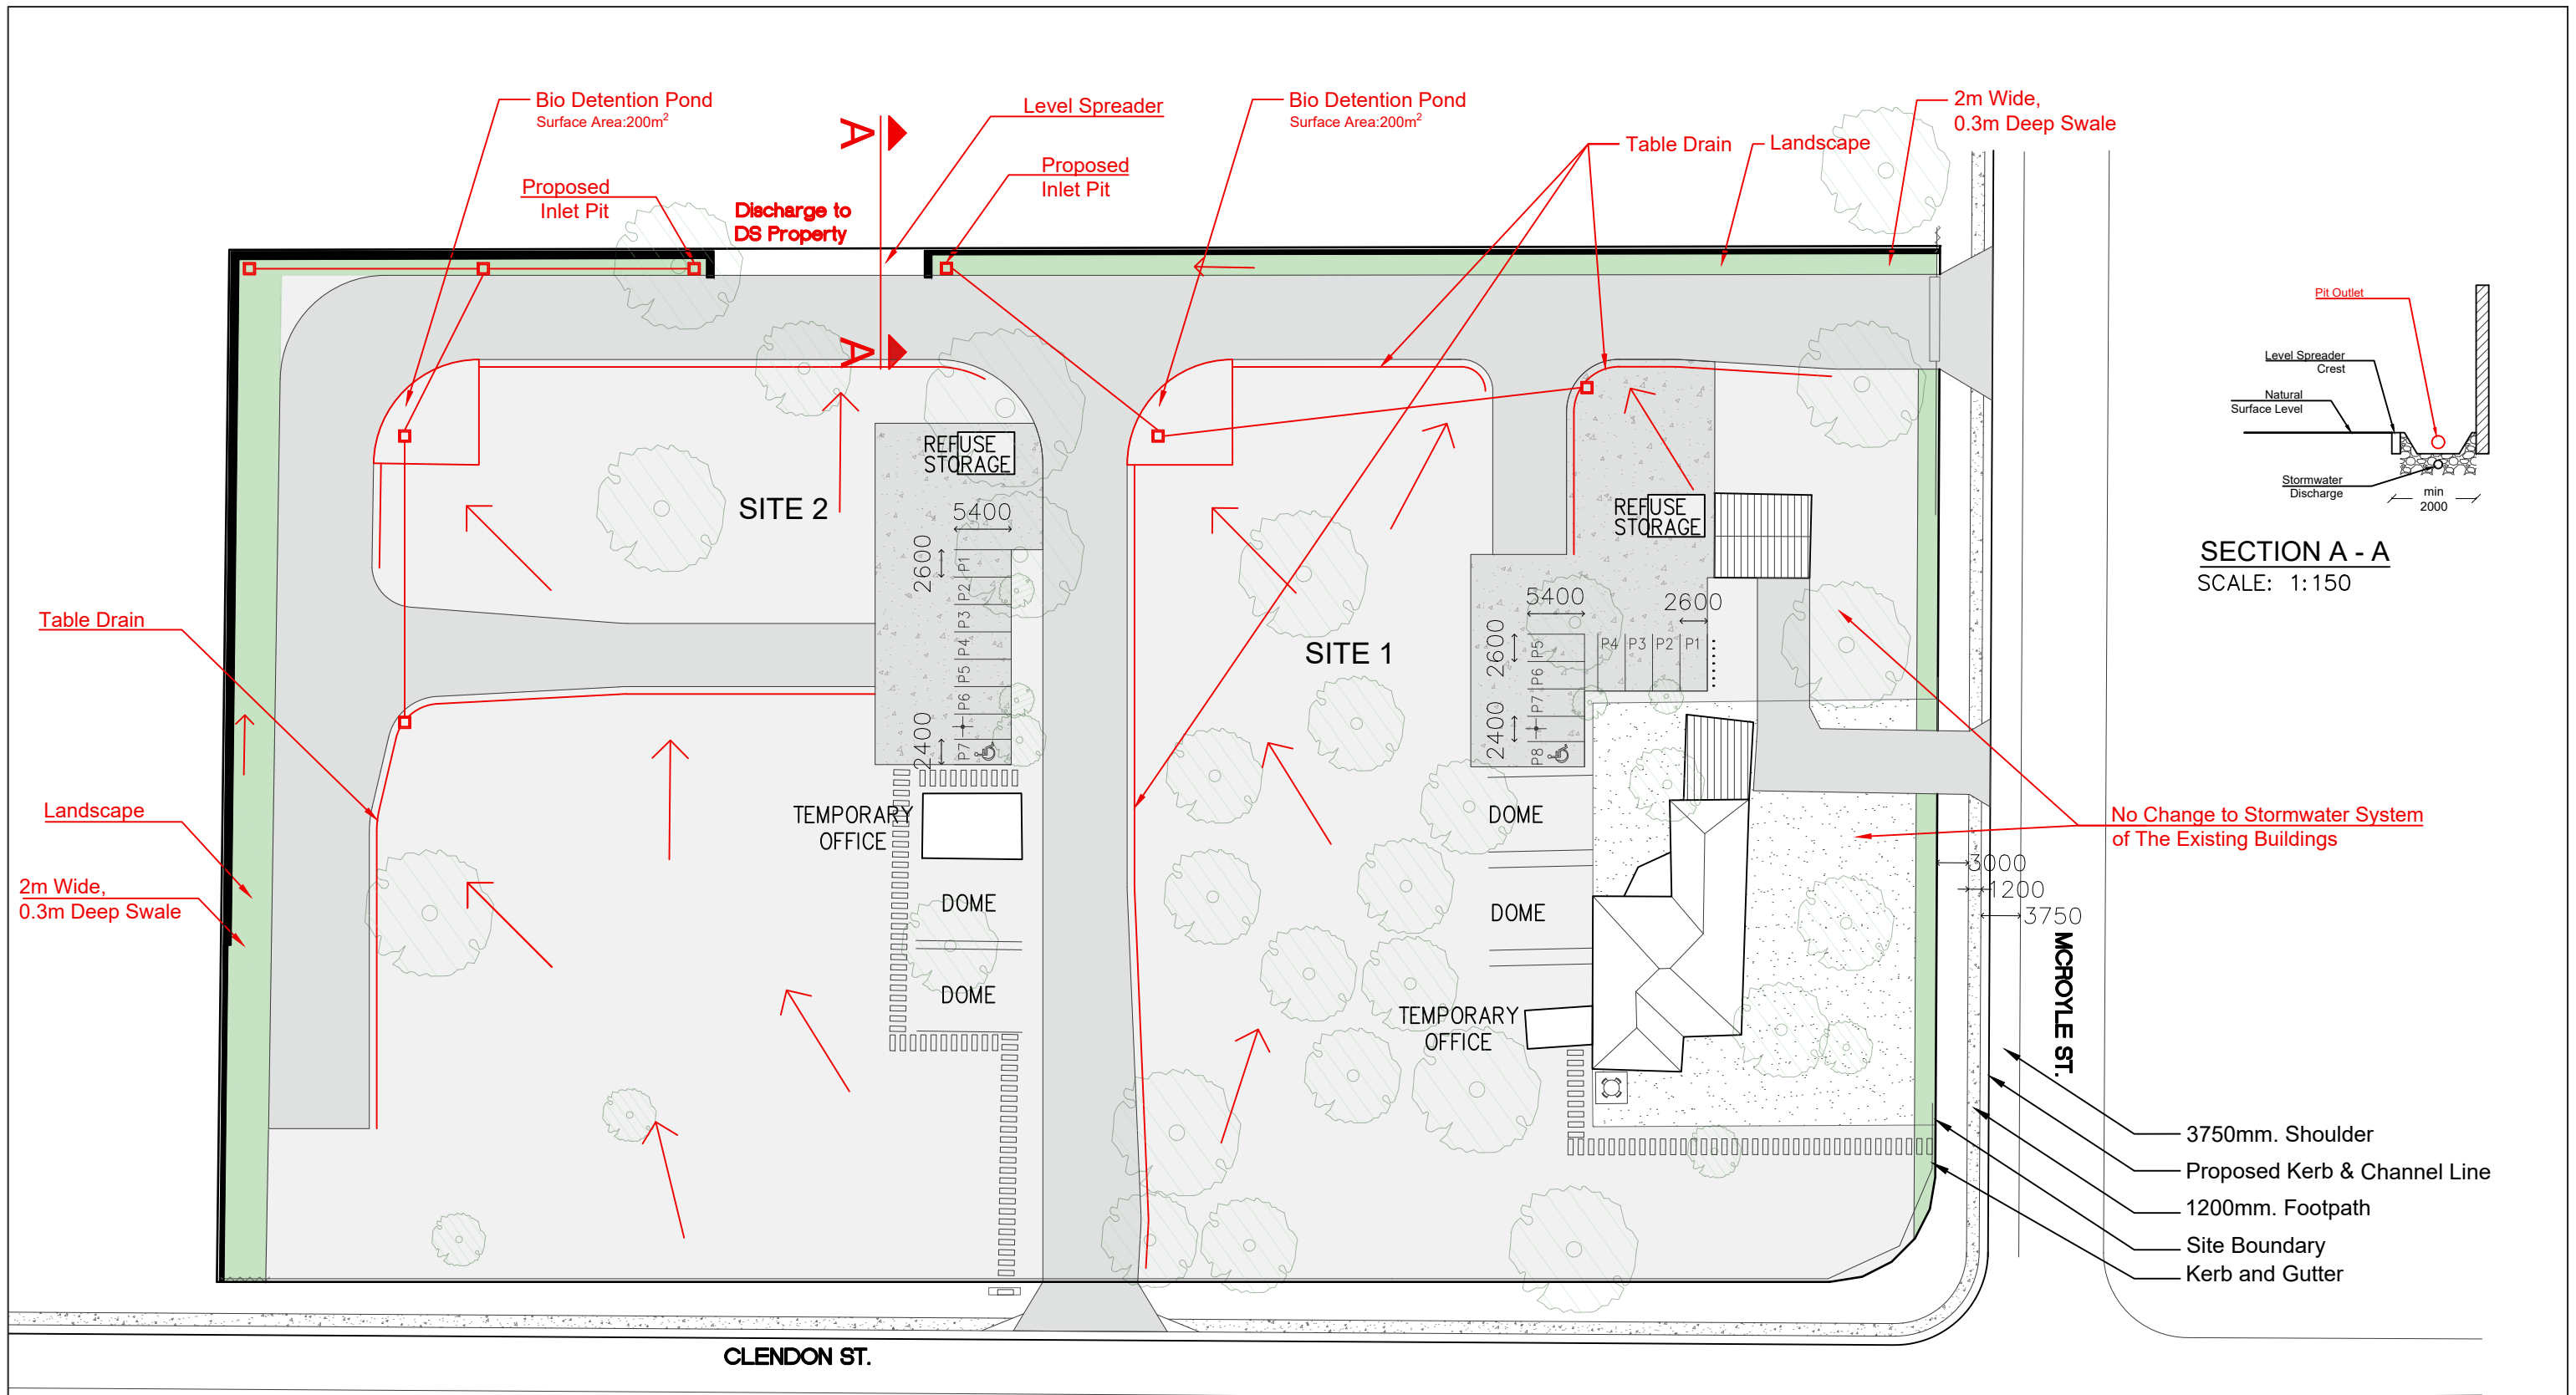 Bio Detention Pond
Surface Area:200m²
Level Spreader
Bio Detention Pond
Surface Area:200m²
2m Wide,
0.3m Deep Swale
Table Drain
Landscape
A
Proposed
Inlet Pit
Proposed
Inlet Pit
Discharge to
DS Property
A
Pit Outlet
Level Spreader
Crest
Natural
Surface Level
Stormwater
Discharge
min
2000
SECTION A - A
SCALE: 1:150
REFUSE
STORAGE
SITE 2
5400
2600
P1
P2
P3
P4
P5
P6
P7
2400
REFUSE
STORAGE
5400
2600
2600
P4
P3
P2
P1
P5
P6
P7
P8
2400
SITE 1
Table Drain
Landscape
2m Wide,
0.3m Deep Swale
TEMPORARY
OFFICE
DOME
DOME
DOME
DOME
TEMPORARY
OFFICE
No Change to Stormwater System
of The Existing Buildings
3000
1200
3750
MCROYLE ST.
3750mm. Shoulder
Proposed Kerb & Channel Line
1200mm. Footpath
Site Boundary
Kerb and Gutter
CLENDON ST.